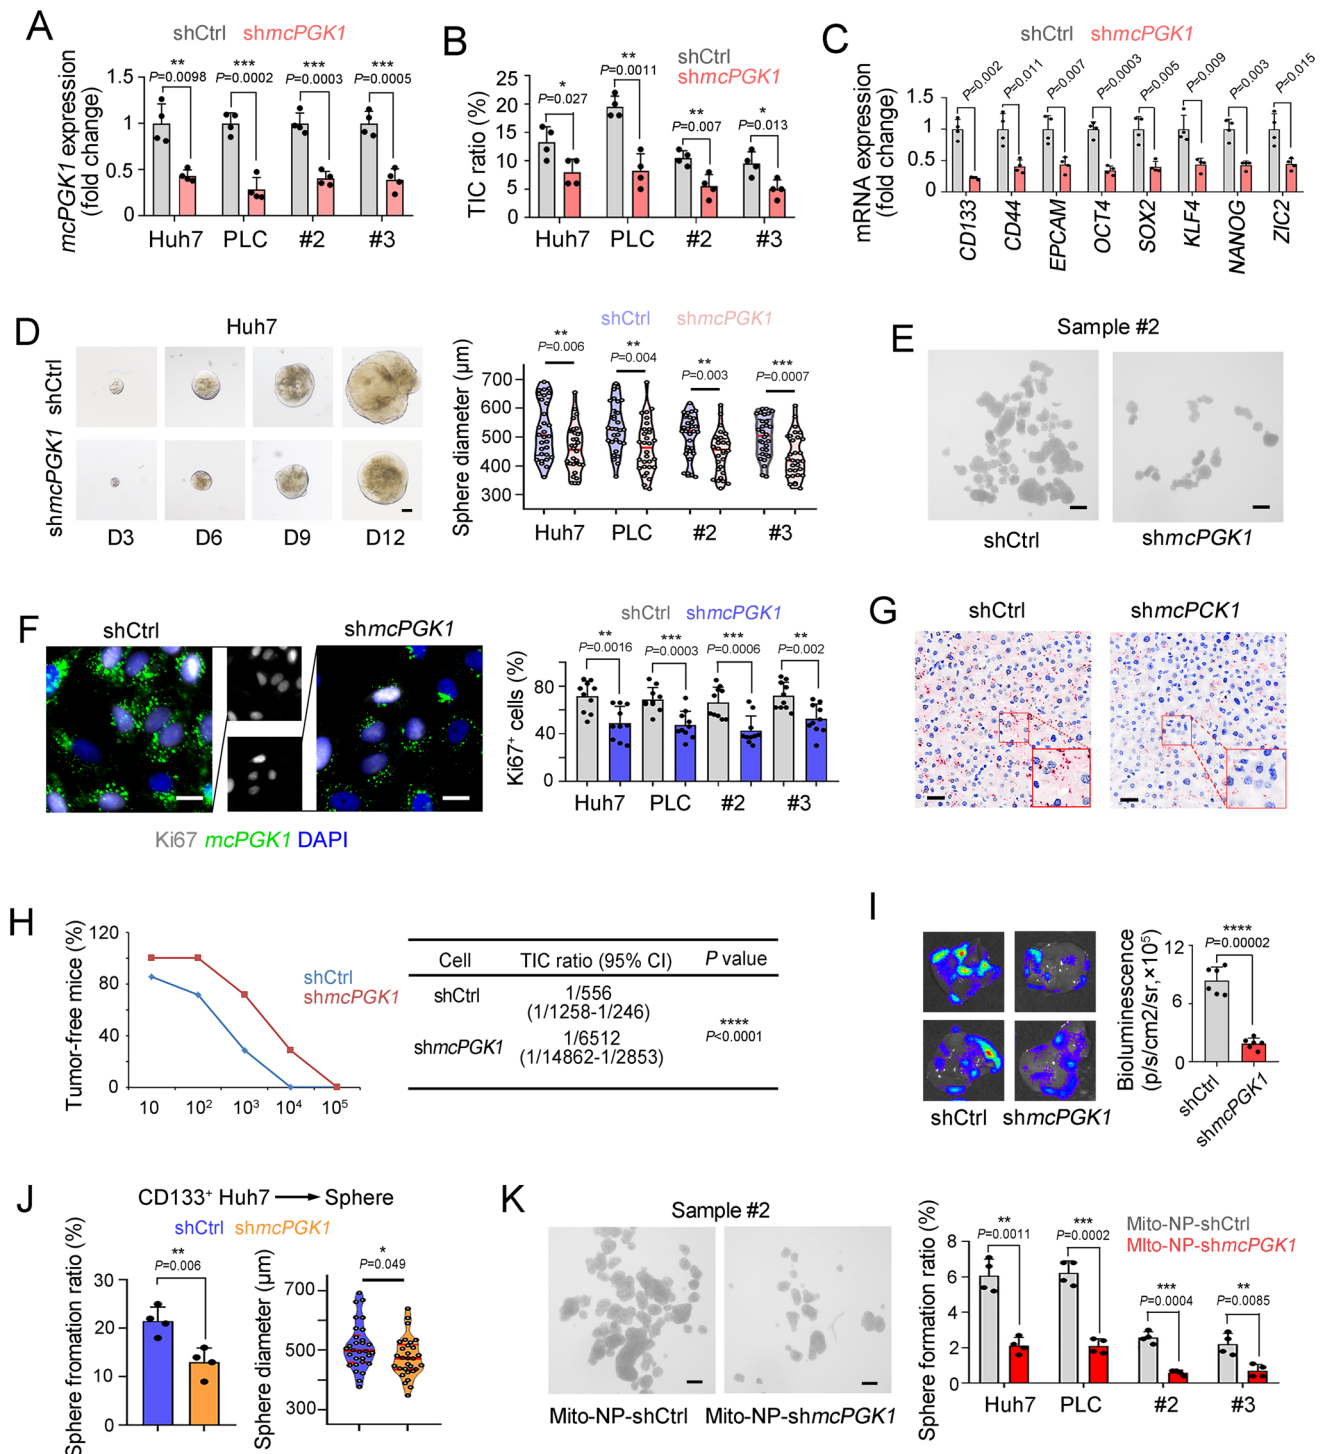 A
shCtrl shmcPGK1
mcPGK1 expression
(fold change)
** *** *** ***
P=0.0098 P=0.0002 P=0.0003 P=0.0005
1.5
1
0.5
0
Huh7 PLC #2 #3
B
shCtrl
shmcPGK1
TIC ratio (%)
25
20
15
10
5
0
*
P=0.027
**
P=0.0011
**
P=0.007
*
P=0.013
Huh7 PLC #2 #3
C
shCtrl shmcPGK1
mRNA expression
(fold change)
P=0.002 P=0.011 P=0.007 P=0.0003 P=0.005 P=0.009 P=0.003 P=0.015
1.5
1
0.5
0
CD133 CD44 EPCAM OCT4 SOX2 KLF4 NANOG ZIC2
D
Huh7
shCtrl
shmcPGK1
D3 D6 D9 D12
shCtrl shmcPGK1
Sphere diameter (μm)
700
600
500
400
300
**
P=0.006
**
P=0.004
**
P=0.003
***
P=0.0007
Huh7 PLC #2 #3
E
Sample #2
shCtrl shmcPGK1
F
shCtrl shmcPGK1
Ki67 mcPGK1 DAPI
shCtrl shmcPGK1
Ki67+ cells (%)
80
40
0
** *** *** **
P=0.0016 P=0.0003 P=0.0006 P=0.002
Huh7 PLC #2 #3
G
shCtrl shmcPCK1
H
Tumor-free mice (%)
120
80
40
0
10 10² 10³ 10⁴ 10⁵
shCtrl
shmcPGK1
Cell TIC ratio (95% CI) P value
shCtrl 1/556
(1/1258-1/246)
shmcPGK1 1/6512
(1/14862-1/2853)
****
P<0.0001
I
shCtrl shmcPGK1
Bioluminescence
(p/s/cm2/sr,×10⁵)
****
P=0.00002
12
6
0
shCtrl shmcPGK1
J
CD133+ Huh7 → Sphere
shCtrl shmcPGK1
Sphere fromation ratio (%)
30
20
10
0
**
P=0.006
Sphere diameter (μm)
700
500
300
*
P=0.049
K
Sample #2
Mito-NP-shCtrl Mito-NP-shmcPGK1
Sphere formation ratio (%)
Mito-NP-shCtrl
MIto-NP-shmcPGK1
8
6
4
2
0
**
P=0.0011
***
P=0.0002
***
P=0.0004
**
P=0.0085
Huh7 PLC #2 #3